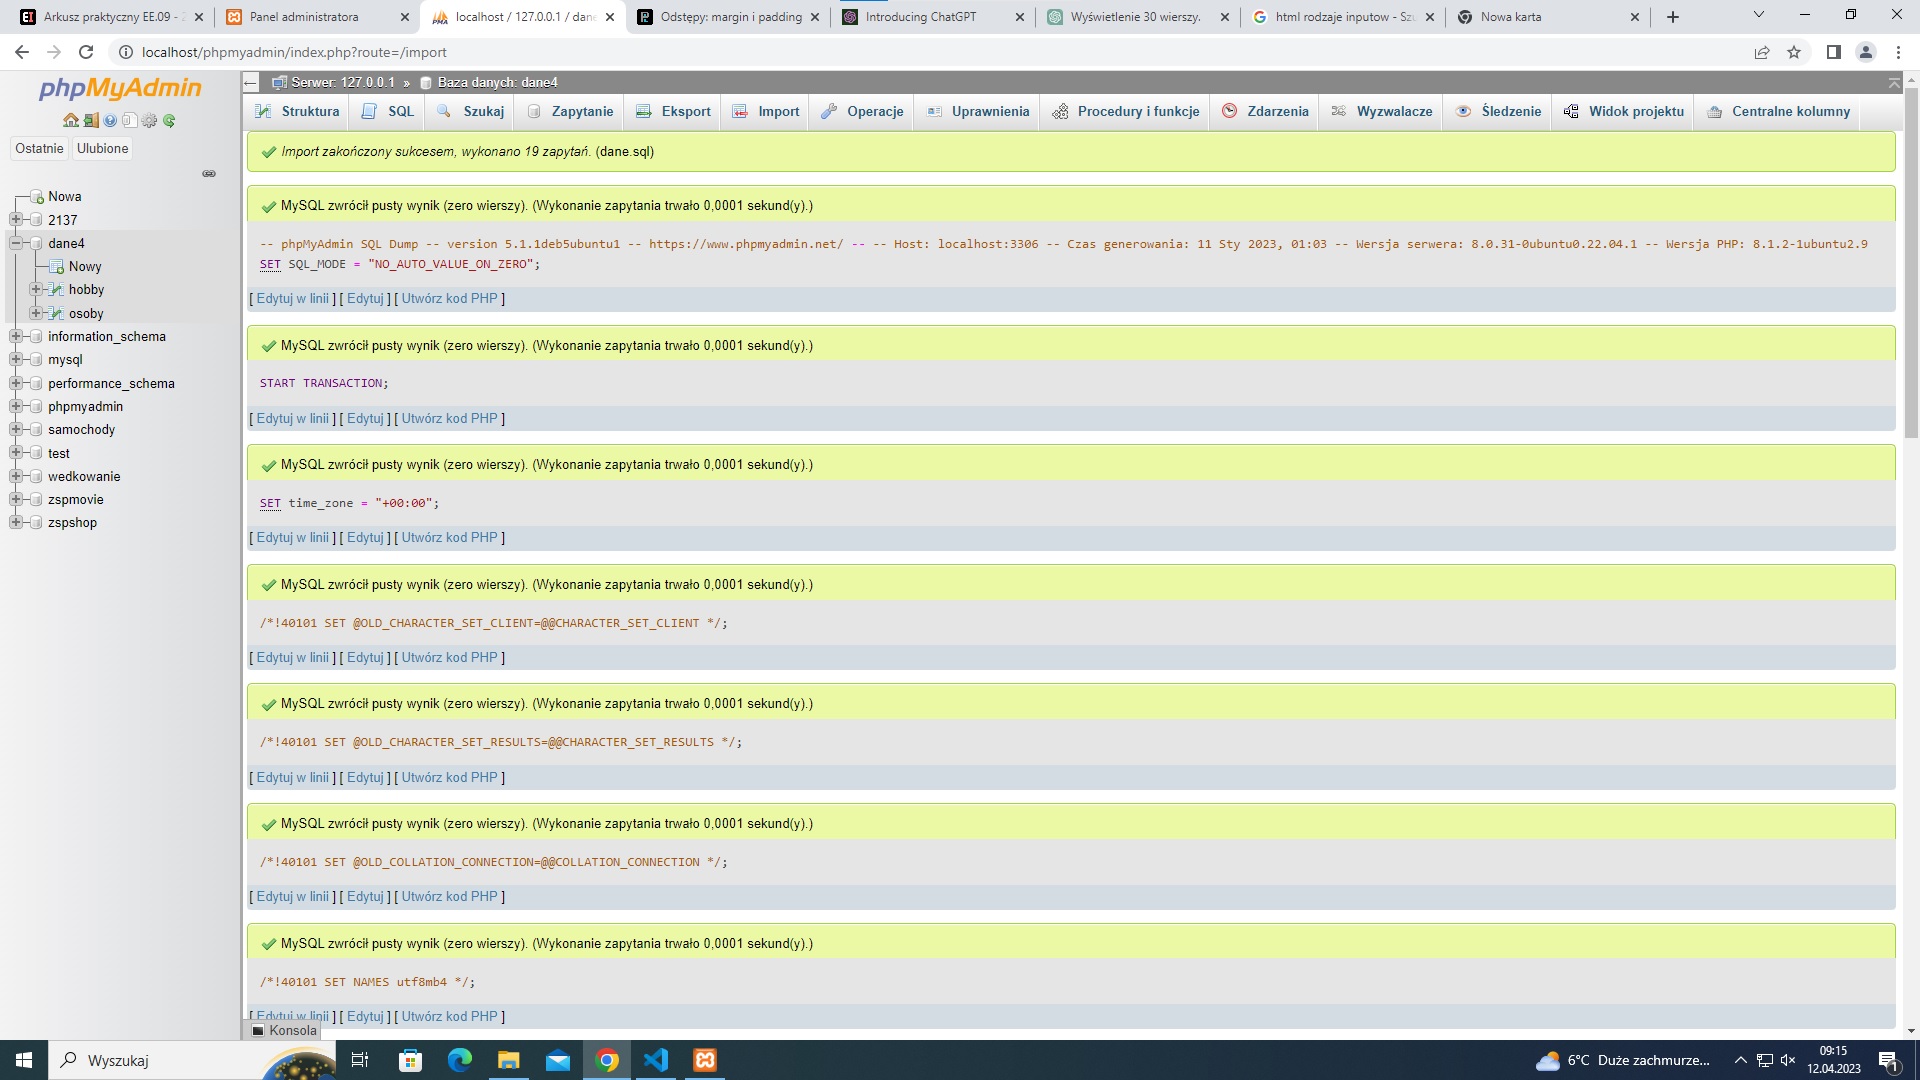 Arkusz praktyczny EE.09 - 2
Panel administratora
localhost / 127.0.0.1 / dane
Odstępy: margin i padding
Introducing ChatGPT
Wyświetlenie 30 wierszy.
html rodzaje inputow - Szu
Nowa karta
localhost/phpmyadmin/index.php?route=/import
phpMyAdmin
Ostatnie
Ulubione
Nowa
2137
dane4
Nowy
hobby
osoby
information_schema
mysql
performance_schema
phpmyadmin
samochody
test
wedkowanie
zspmovie
zspshop
Serwer: 127.0.0.1 » Baza danych: dane4
Struktura
SQL
Szukaj
Zapytanie
Eksport
Import
Operacje
Uprawnienia
Procedury i funkcje
Zdarzenia
Wyzwalacze
Śledzenie
Widok projektu
Centralne kolumny
Import zakończony sukcesem, wykonano 19 zapytań. (dane.sql)
MySQL zwrócił pusty wynik (zero wierszy). (Wykonanie zapytania trwało 0,0001 sekund(y).)
-- phpMyAdmin SQL Dump -- version 5.1.1deb5ubuntu1 -- https://www.phpmyadmin.net/ -- -- Host: localhost:3306 -- Czas generowania: 11 Sty 2023, 01:03 -- Wersja serwera: 8.0.31-0ubuntu0.22.04.1 -- Wersja PHP: 8.1.2-1ubuntu2.9
SET SQL_MODE = "NO_AUTO_VALUE_ON_ZERO";
[ Edytuj w linii ] [ Edytuj ] [ Utwórz kod PHP ]
MySQL zwrócił pusty wynik (zero wierszy). (Wykonanie zapytania trwało 0,0001 sekund(y).)
START TRANSACTION;
[ Edytuj w linii ] [ Edytuj ] [ Utwórz kod PHP ]
MySQL zwrócił pusty wynik (zero wierszy). (Wykonanie zapytania trwało 0,0001 sekund(y).)
SET time_zone = "+00:00";
[ Edytuj w linii ] [ Edytuj ] [ Utwórz kod PHP ]
MySQL zwrócił pusty wynik (zero wierszy). (Wykonanie zapytania trwało 0,0001 sekund(y).)
/*!40101 SET @OLD_CHARACTER_SET_CLIENT=@@CHARACTER_SET_CLIENT */;
[ Edytuj w linii ] [ Edytuj ] [ Utwórz kod PHP ]
MySQL zwrócił pusty wynik (zero wierszy). (Wykonanie zapytania trwało 0,0001 sekund(y).)
/*!40101 SET @OLD_CHARACTER_SET_RESULTS=@@CHARACTER_SET_RESULTS */;
[ Edytuj w linii ] [ Edytuj ] [ Utwórz kod PHP ]
MySQL zwrócił pusty wynik (zero wierszy). (Wykonanie zapytania trwało 0,0001 sekund(y).)
/*!40101 SET @OLD_COLLATION_CONNECTION=@@COLLATION_CONNECTION */;
[ Edytuj w linii ] [ Edytuj ] [ Utwórz kod PHP ]
MySQL zwrócił pusty wynik (zero wierszy). (Wykonanie zapytania trwało 0,0001 sekund(y).)
/*!40101 SET NAMES utf8mb4 */;
[ Edytuj w linii ] [ Edytuj ] [ Utwórz kod PHP ]
Konsola
Wyszukaj
6°C Duże zachmurze...
09:15
12.04.2023
1